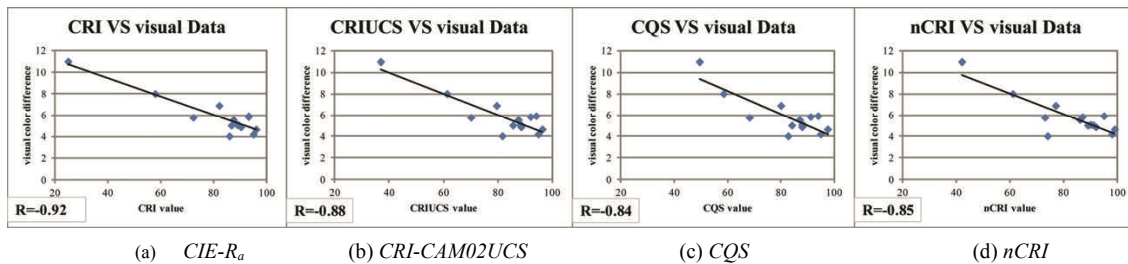 CRI VS visual Data
visual color difference
12
10
8
6
4
2
0
20 40 60 80 100
CRI value
R=-0.92
CRIUCS VS visual Data
visual color difference
12
10
8
6
4
2
0
20 40 60 80 100
CRIUCS value
R=-0.88
CQS VS visual Data
visual color difference
12
10
8
6
4
2
0
20 40 60 80 100
CQS value
R=-0.84
nCRI VS visual Data
visual color difference
12
10
8
6
4
2
0
20 40 60 80 100
nCRI value
R=-0.85
(a) CIE-Ra (b) CRI-CAM02UCS (c) CQS (d) nCRI